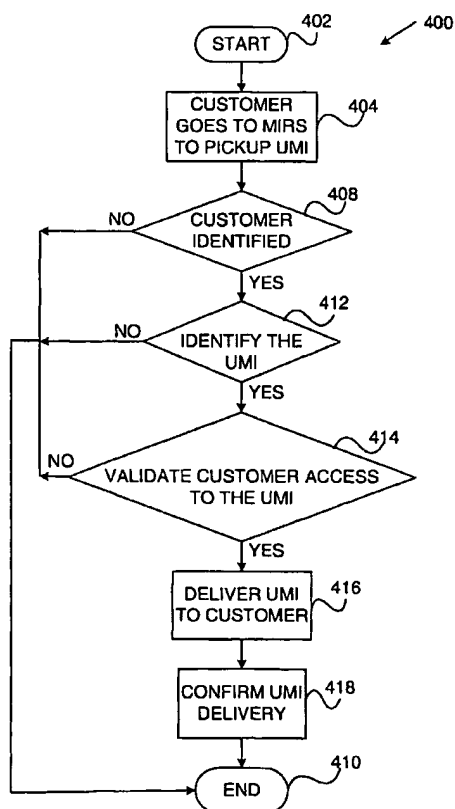 402
START
400
CUSTOMER
GOES TO MIRS
TO PICKUP UMI
404
NO
CUSTOMER
IDENTIFIED
408
YES
NO
IDENTIFY THE
UMI
412
YES
NO
VALIDATE CUSTOMER ACCESS
TO THE UMI
414
YES
DELIVER UMI
TO CUSTOMER
416
CONFIRM UMI
DELIVERY
418
END
410